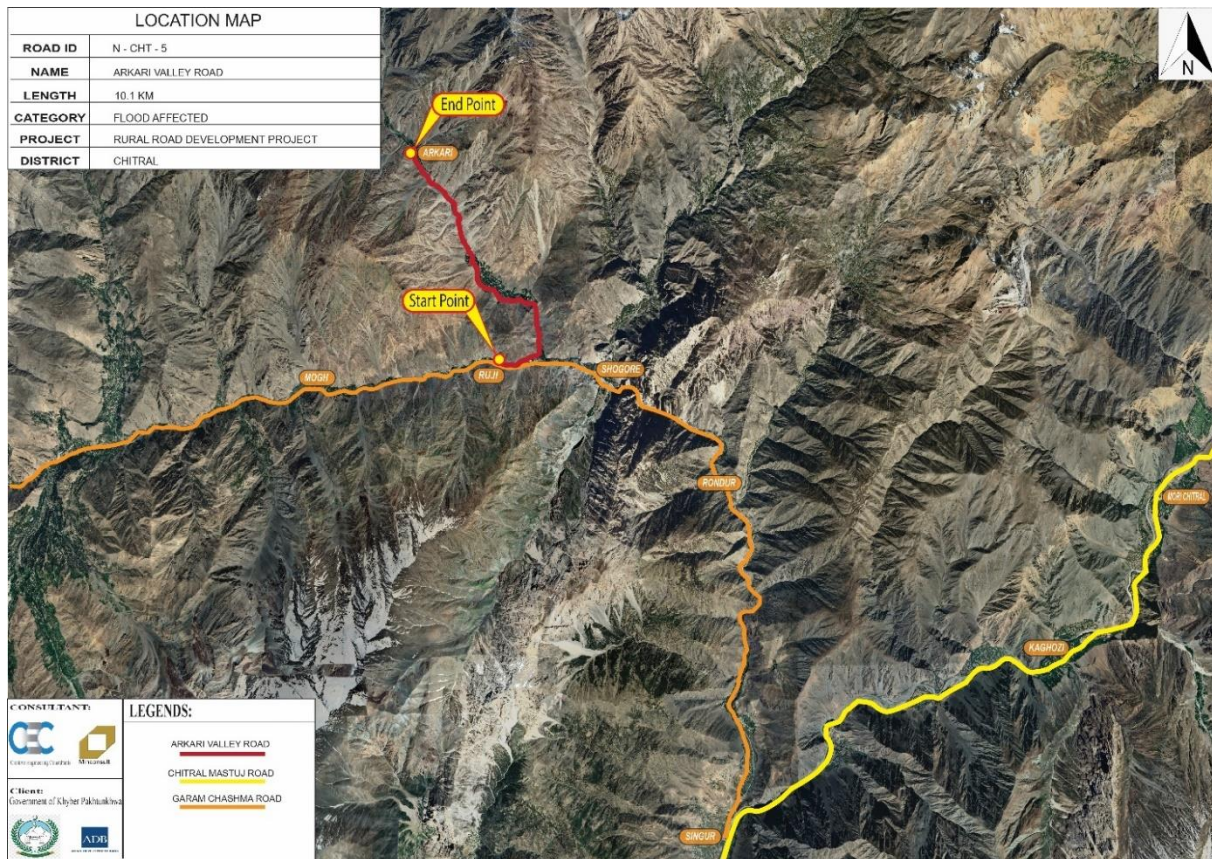 LOCATION MAP
ROAD ID N - CHT - 5
NAME ARKARI VALLEY ROAD
LENGTH 10.1 KM
CATEGORY FLOOD AFFECTED
PROJECT RURAL ROAD DEVELOPMENT PROJECT
DISTRICT CHITRAL
N
End Point
ARKARI
Start Point
RUJI
MOGH
SHOGORE
RONDUR
MORI CHITRAL
KAGHOZI
SINGUR
CONSULTANT:
Client:
Government of Khyber Pakhtunkhwa
ADB
LEGENDS:
ARKARI VALLEY ROAD
CHITRAL MASTUJ ROAD
GARAM CHASHMA ROAD